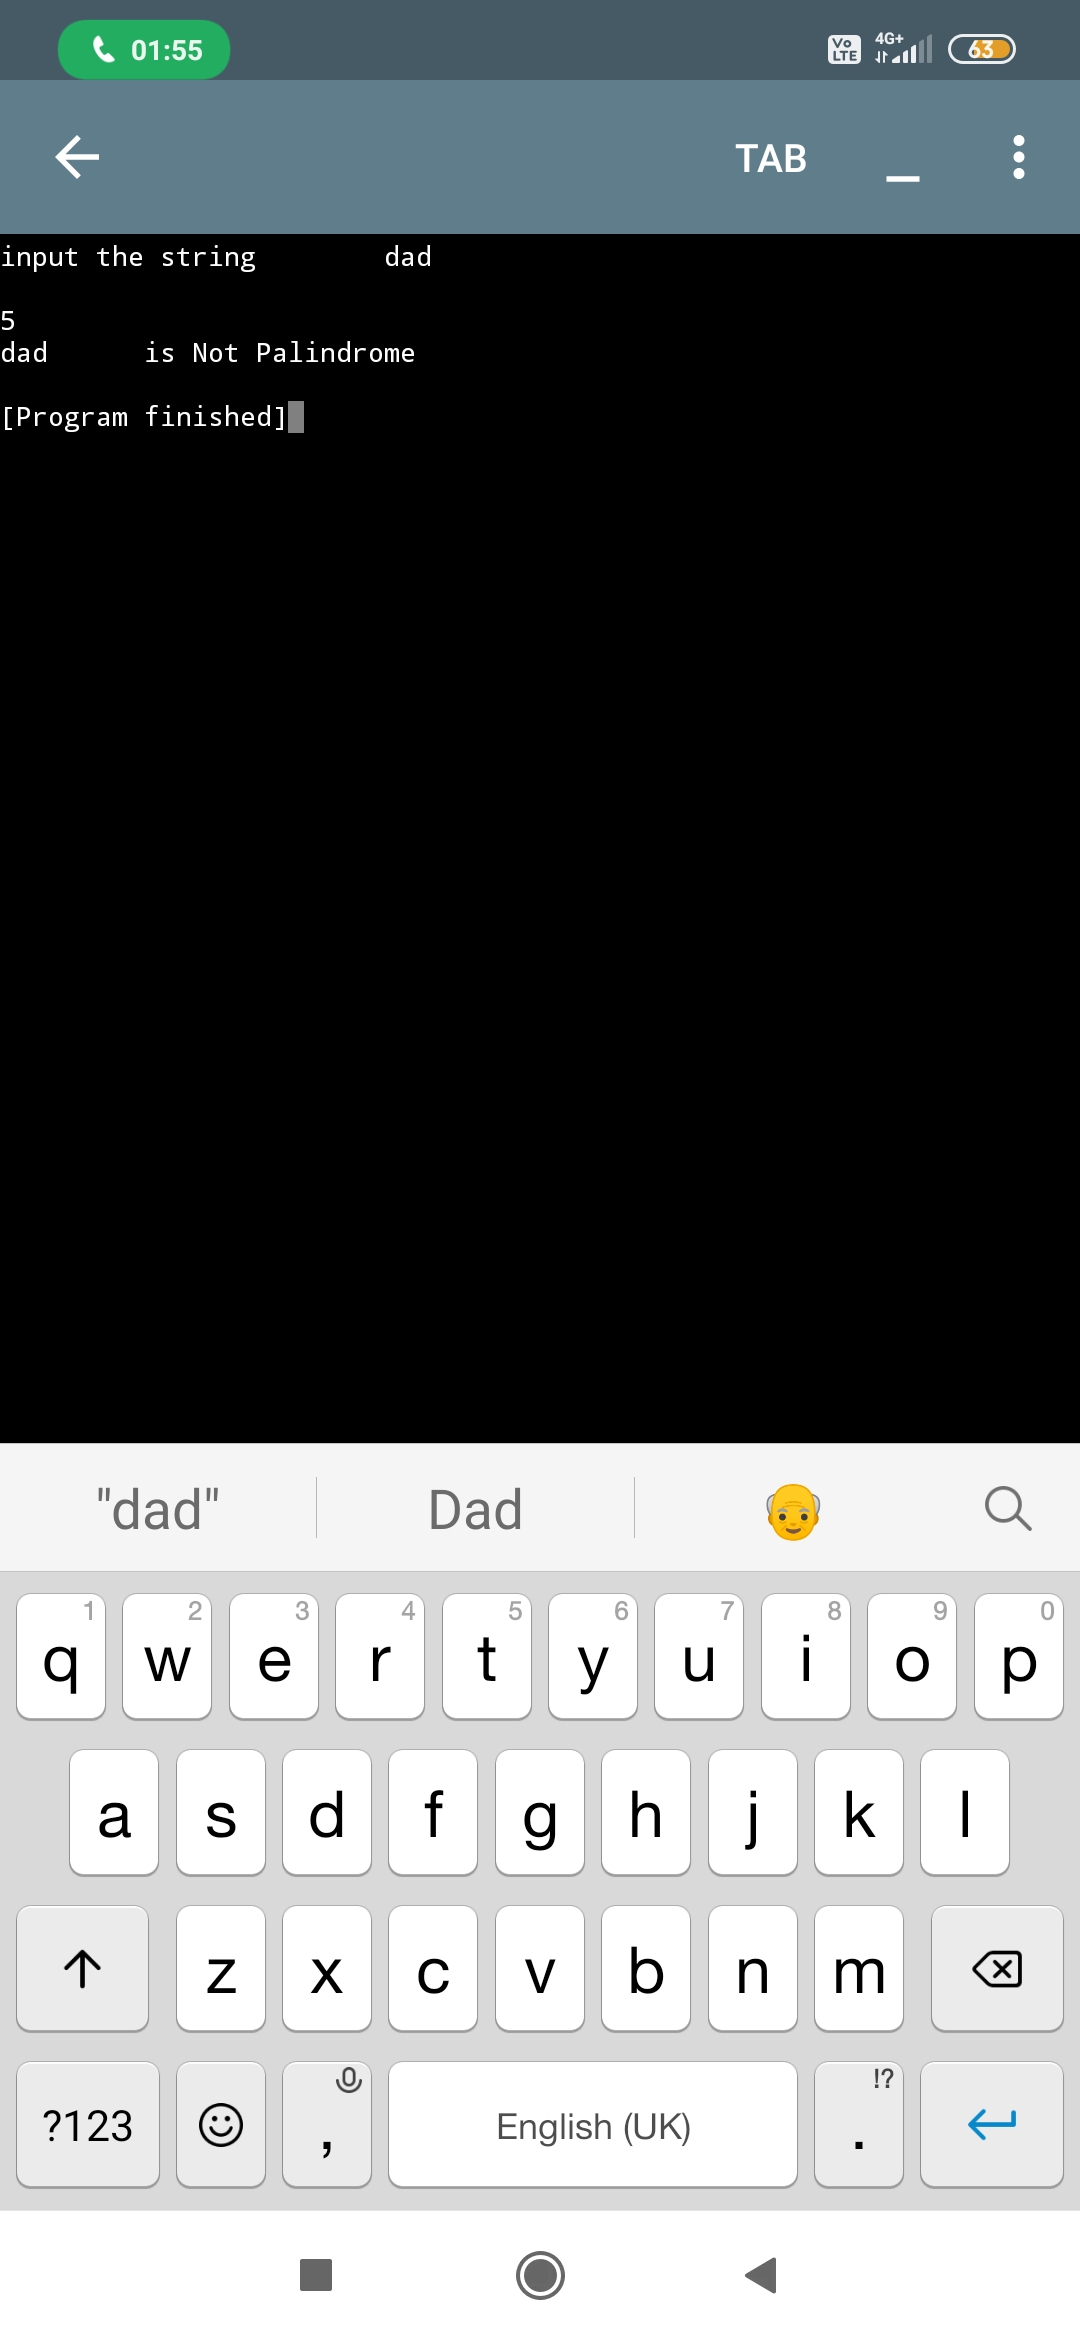 01:55
Vo LTE 4G+ 63
TAB _
input the string        dad
5
dad      is Not Palindrome
[Program finished]
"dad" Dad
1 2 3 4 5 6 7 8 9 0
q w e r t y u i o p
a s d f g h j k l
z x c v b n m
!?
?123 , English (UK) .